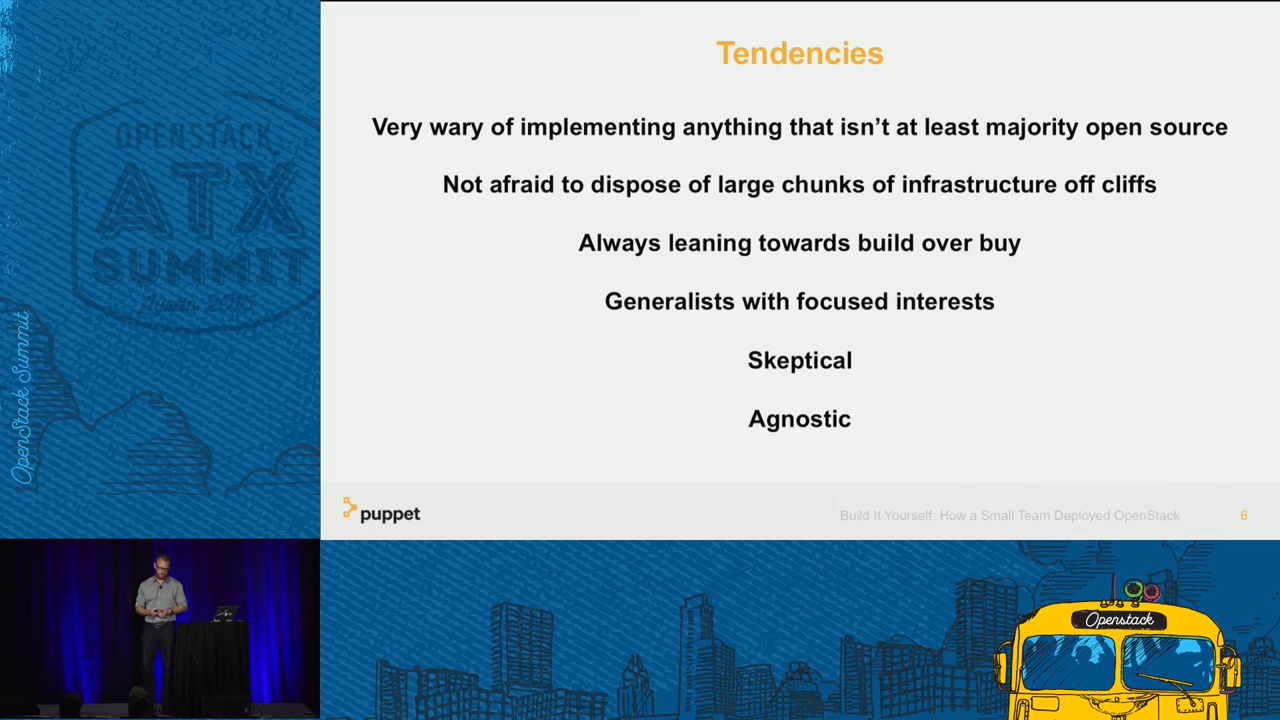 Tendencies
Very wary of implementing anything that isn’t at least majority open source
Not afraid to dispose of large chunks of infrastructure off cliffs
Always leaning towards build over buy
Generalists with focused interests
Skeptical
Agnostic
puppet
Build It Yourself: How a Small Team Deployed OpenStack
6
OPENSTACK
ATX
SUMMIT
Austin 2016
OpenStack Summit
Openstack